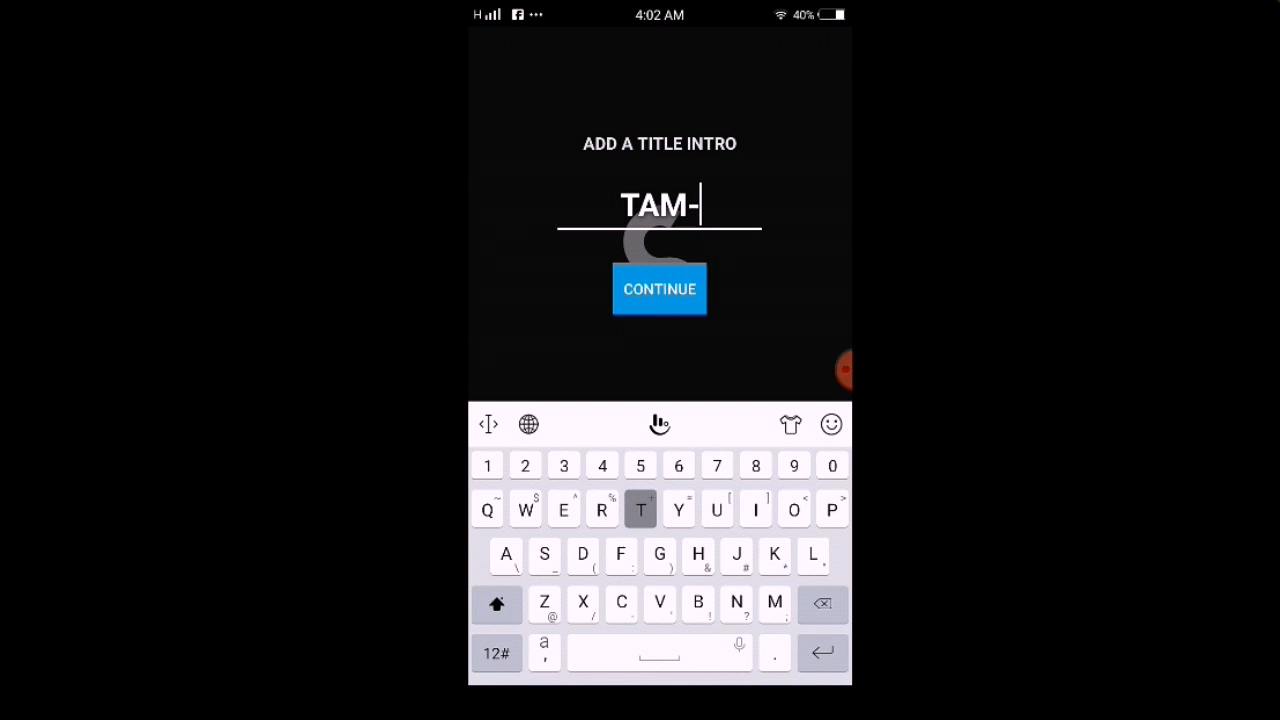 H 4:02 AM 40%
ADD A TITLE INTRO
TAM-
CONTINUE
1 2 3 4 5 6 7 8 9 0
~ $ ^ % + = [ ] < >
Q W E R T Y U I O P
A S D F G H J K L
\ _ ( : ) & # * "
Z X C V B N M
@ / - ' ! ? ;
12# a , .